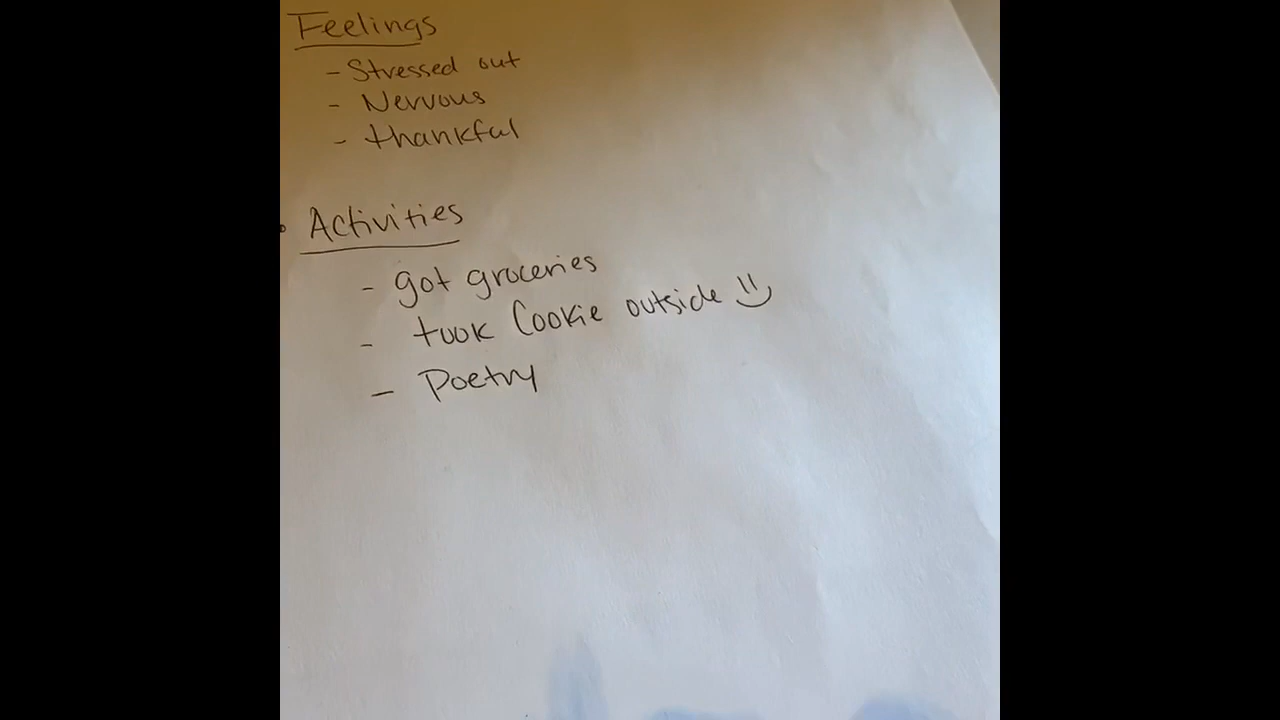 Feelings
- Stressed out
- Nervous
- thankful
Activities
- got groceries
- took Cookie outside
- Poetry